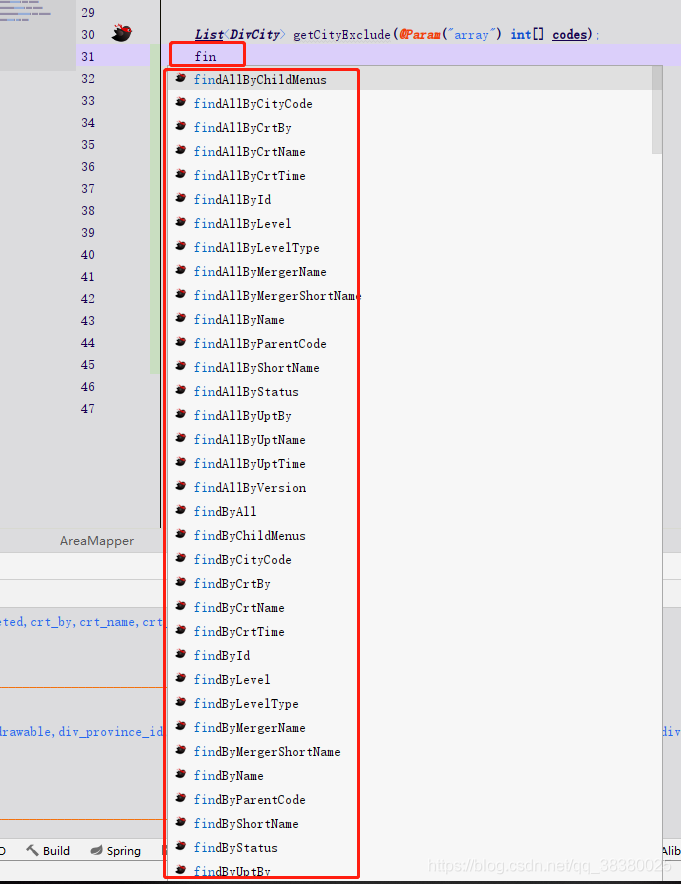 29
30 List<DivCity> getCityExclude(@Param("array") int[] codes);
31 fin
32 findAllByChildMenus
33 findAllByCityCode
34 findAllByCrtBy
35 findAllByCrtName
36 findAllByCrtTime
37 findAllById
38 findAllByLevel
39 findAllByLevelType
40 findAllByMergerName
41 findAllByMergerShortName
42 findAllByName
43 findAllByParentCode
44 findAllByShortName
45 findAllByStatus
46 findAllByUptBy
47 findAllByUptName
findAllByUptTime
findAllByVersion
findByAll
AreaMapper
findByChildMenus
findByCityCode
findByCrtBy
findByCrtName
eted,crt_by,crt_name,crt
findByCrtTime
findById
findByLevel
findByLevelType
findByMergerName
drawable,div_province_id
div
findByMergerShortName
findByName
findByParentCode
findByShortName
findByStatus
Build Spring
Alib
findByUptBy
https://blog.csdn.net/qq_38380025